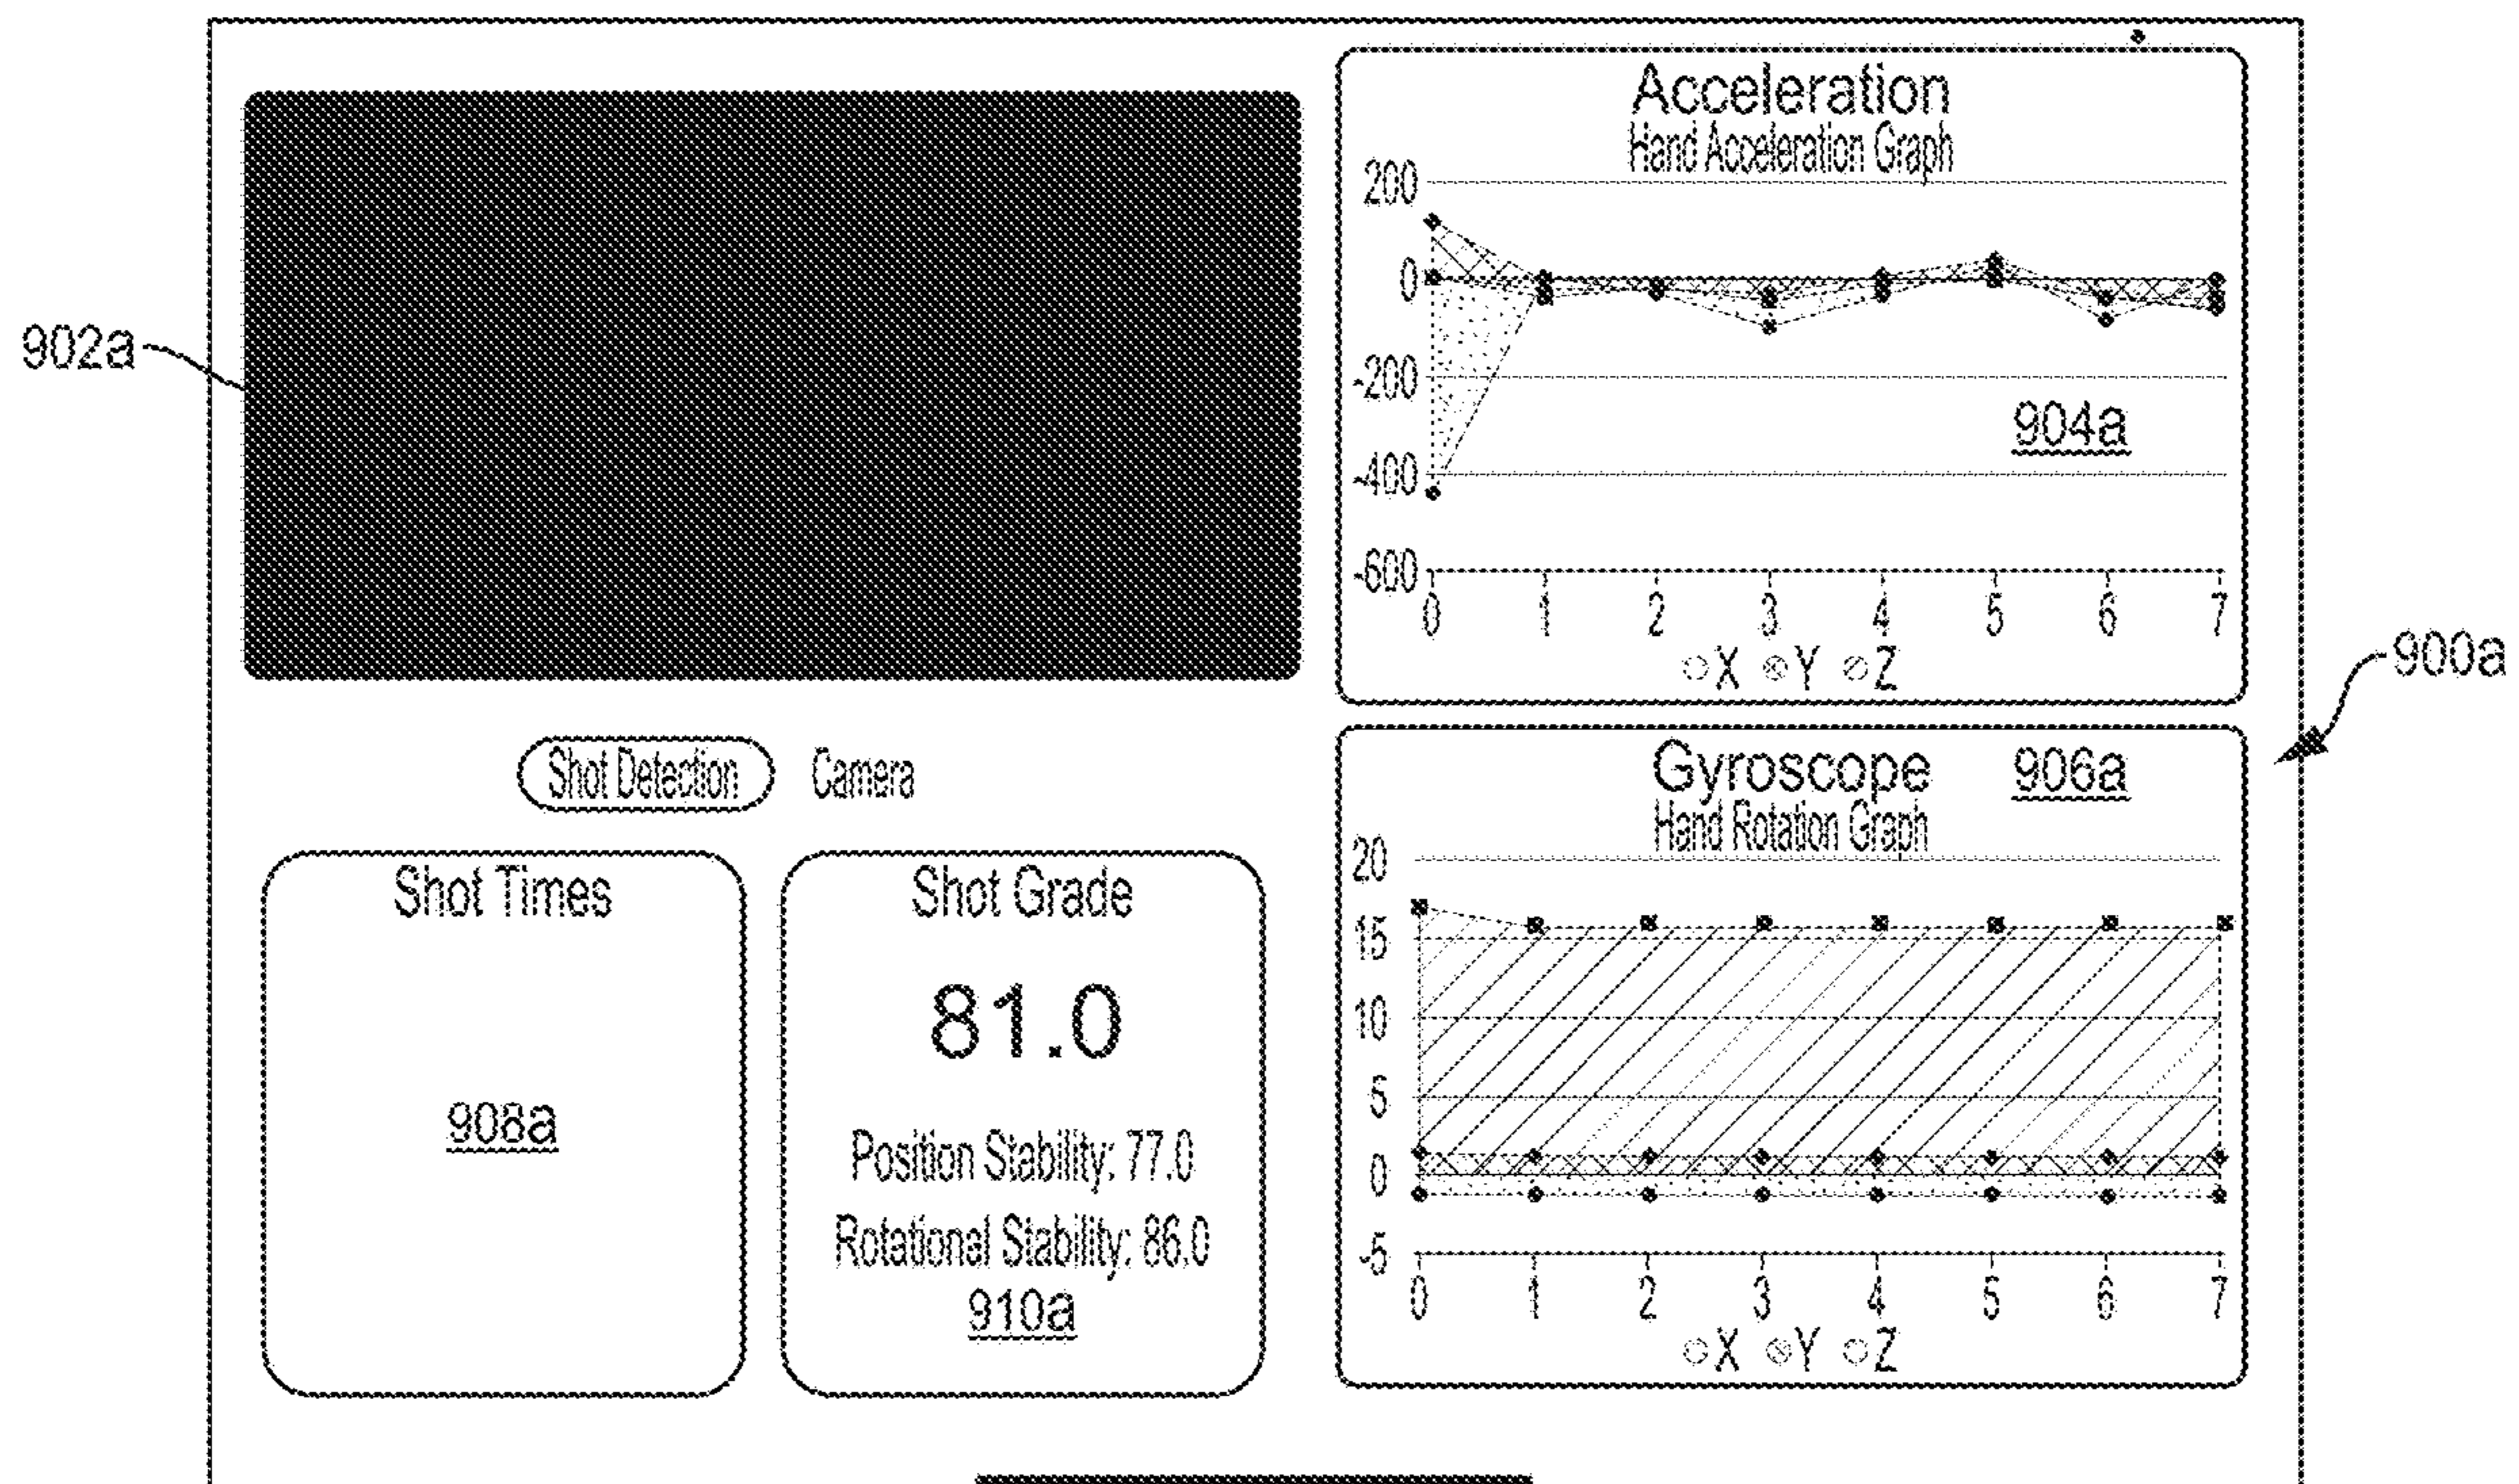 902a
Acceleration
Hand Acceleration Graph
200
0
-200
904a
-400
-600
0 1 2 3 4 5 6 7
X Y Z
900a
Shot Detection Camera
Gyroscope 906a
Hand Rotation Graph
20
15
10
5
0
-5
0 1 2 3 4 5 6 7
X Y Z
Shot Times
908a
Shot Grade
81.0
Position Stability: 77.0
Rotational Stability: 86.0
910a